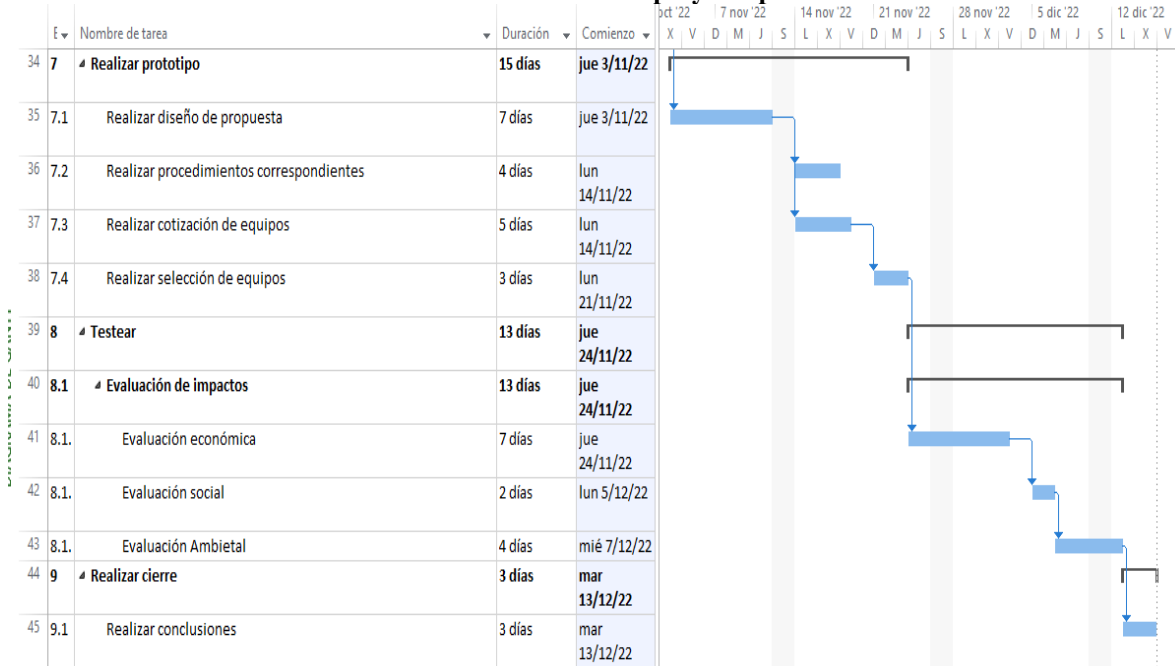 oct '22 7 nov '22 14 nov '22 21 nov '22 28 nov '22 5 dic '22 12 dic '22
E Nombre de tarea Duración Comienzo X V D M J S L X V D M J S L X V D M J S L X V
34 7 Realizar prototipo 15 días jue 3/11/22
35 7.1 Realizar diseño de propuesta 7 días jue 3/11/22
36 7.2 Realizar procedimientos correspondientes 4 días lun
14/11/22
37 7.3 Realizar cotización de equipos 5 días lun
14/11/22
38 7.4 Realizar selección de equipos 3 días lun
21/11/22
39 8 Testear 13 días jue
24/11/22
40 8.1 Evaluación de impactos 13 días jue
24/11/22
41 8.1. Evaluación económica 7 días jue
24/11/22
42 8.1. Evaluación social 2 días lun 5/12/22
43 8.1. Evaluación Ambietal 4 días mié 7/12/22
44 9 Realizar cierre 3 días mar
13/12/22
45 9.1 Realizar conclusiones 3 días mar
13/12/22